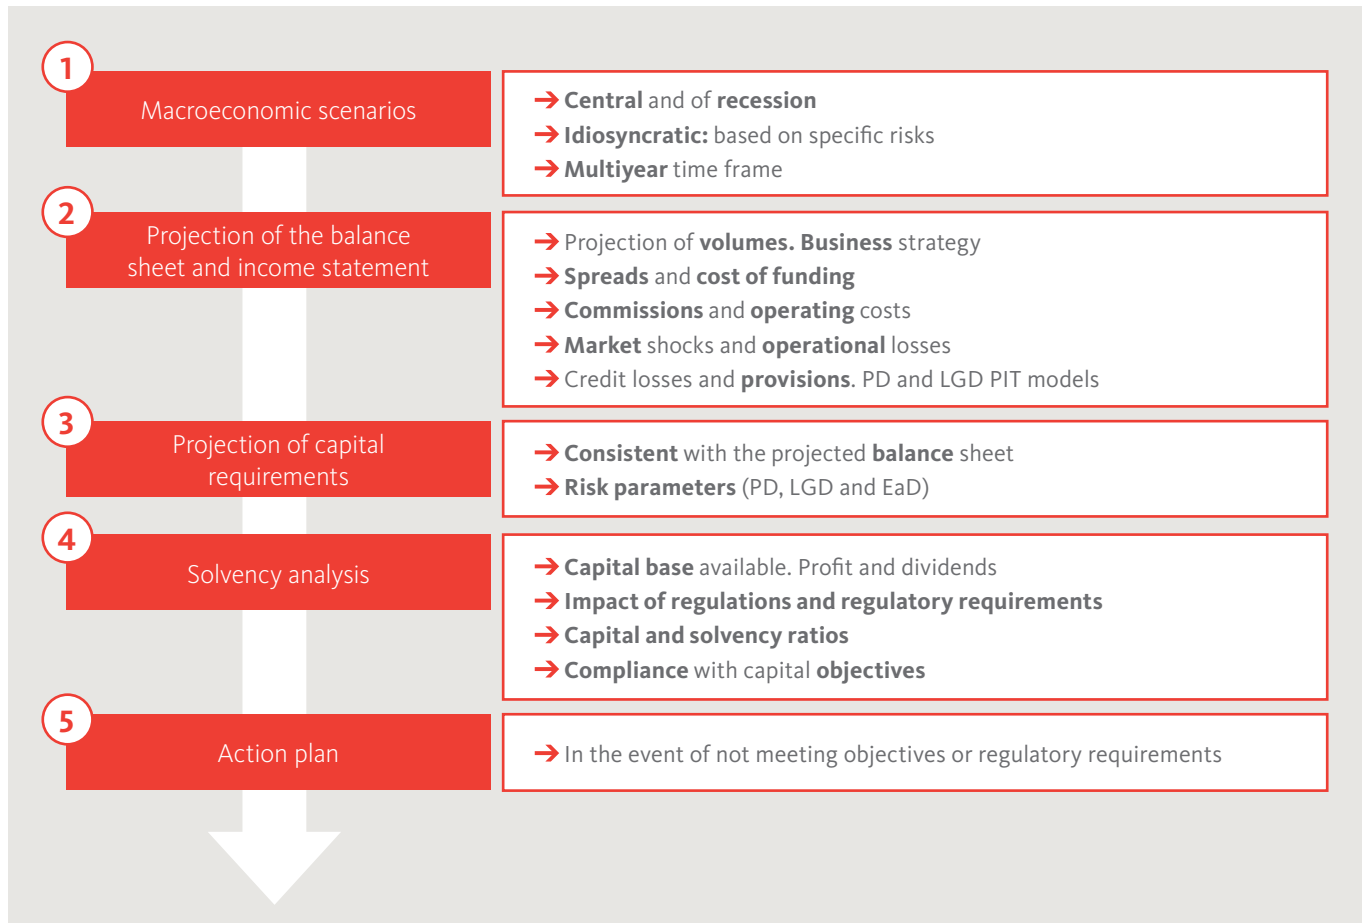 1
Macroeconomic scenarios
→ Central and of recession
→ Idiosyncratic: based on specific risks
→ Multiyear time frame
2
Projection of the balance
sheet and income statement
→ Projection of volumes. Business strategy
→ Spreads and cost of funding
→ Commissions and operating costs
→ Market shocks and operational losses
→ Credit losses and provisions. PD and LGD PIT models
3
Projection of capital
requirements
→ Consistent with the projected balance sheet
→ Risk parameters (PD, LGD and EaD)
4
Solvency analysis
→ Capital base available. Profit and dividends
→ Impact of regulations and regulatory requirements
→ Capital and solvency ratios
→ Compliance with capital objectives
5
Action plan
→ In the event of not meeting objectives or regulatory requirements